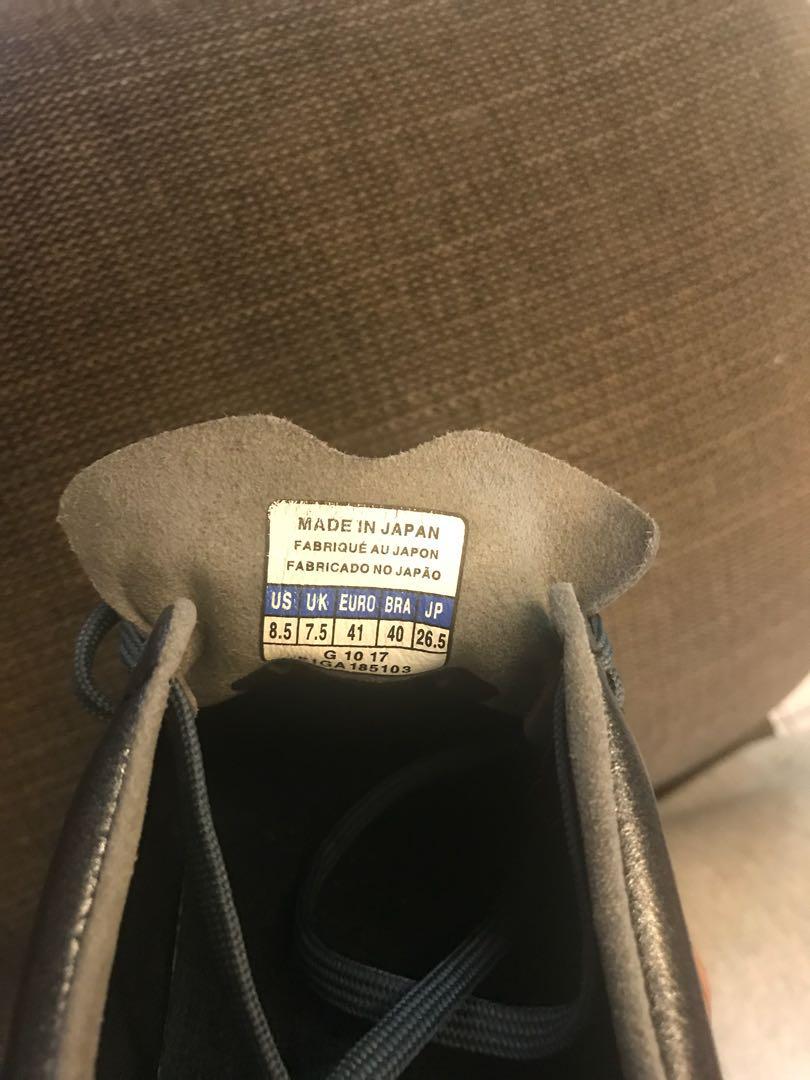 MADE IN JAPAN
FABRIQUÉ AU JAPON
FABRICADO NO JAPÃO
US UK EURO BRA JP
8.5 7.5 41 40 26.5
G 10 17
1GA185103